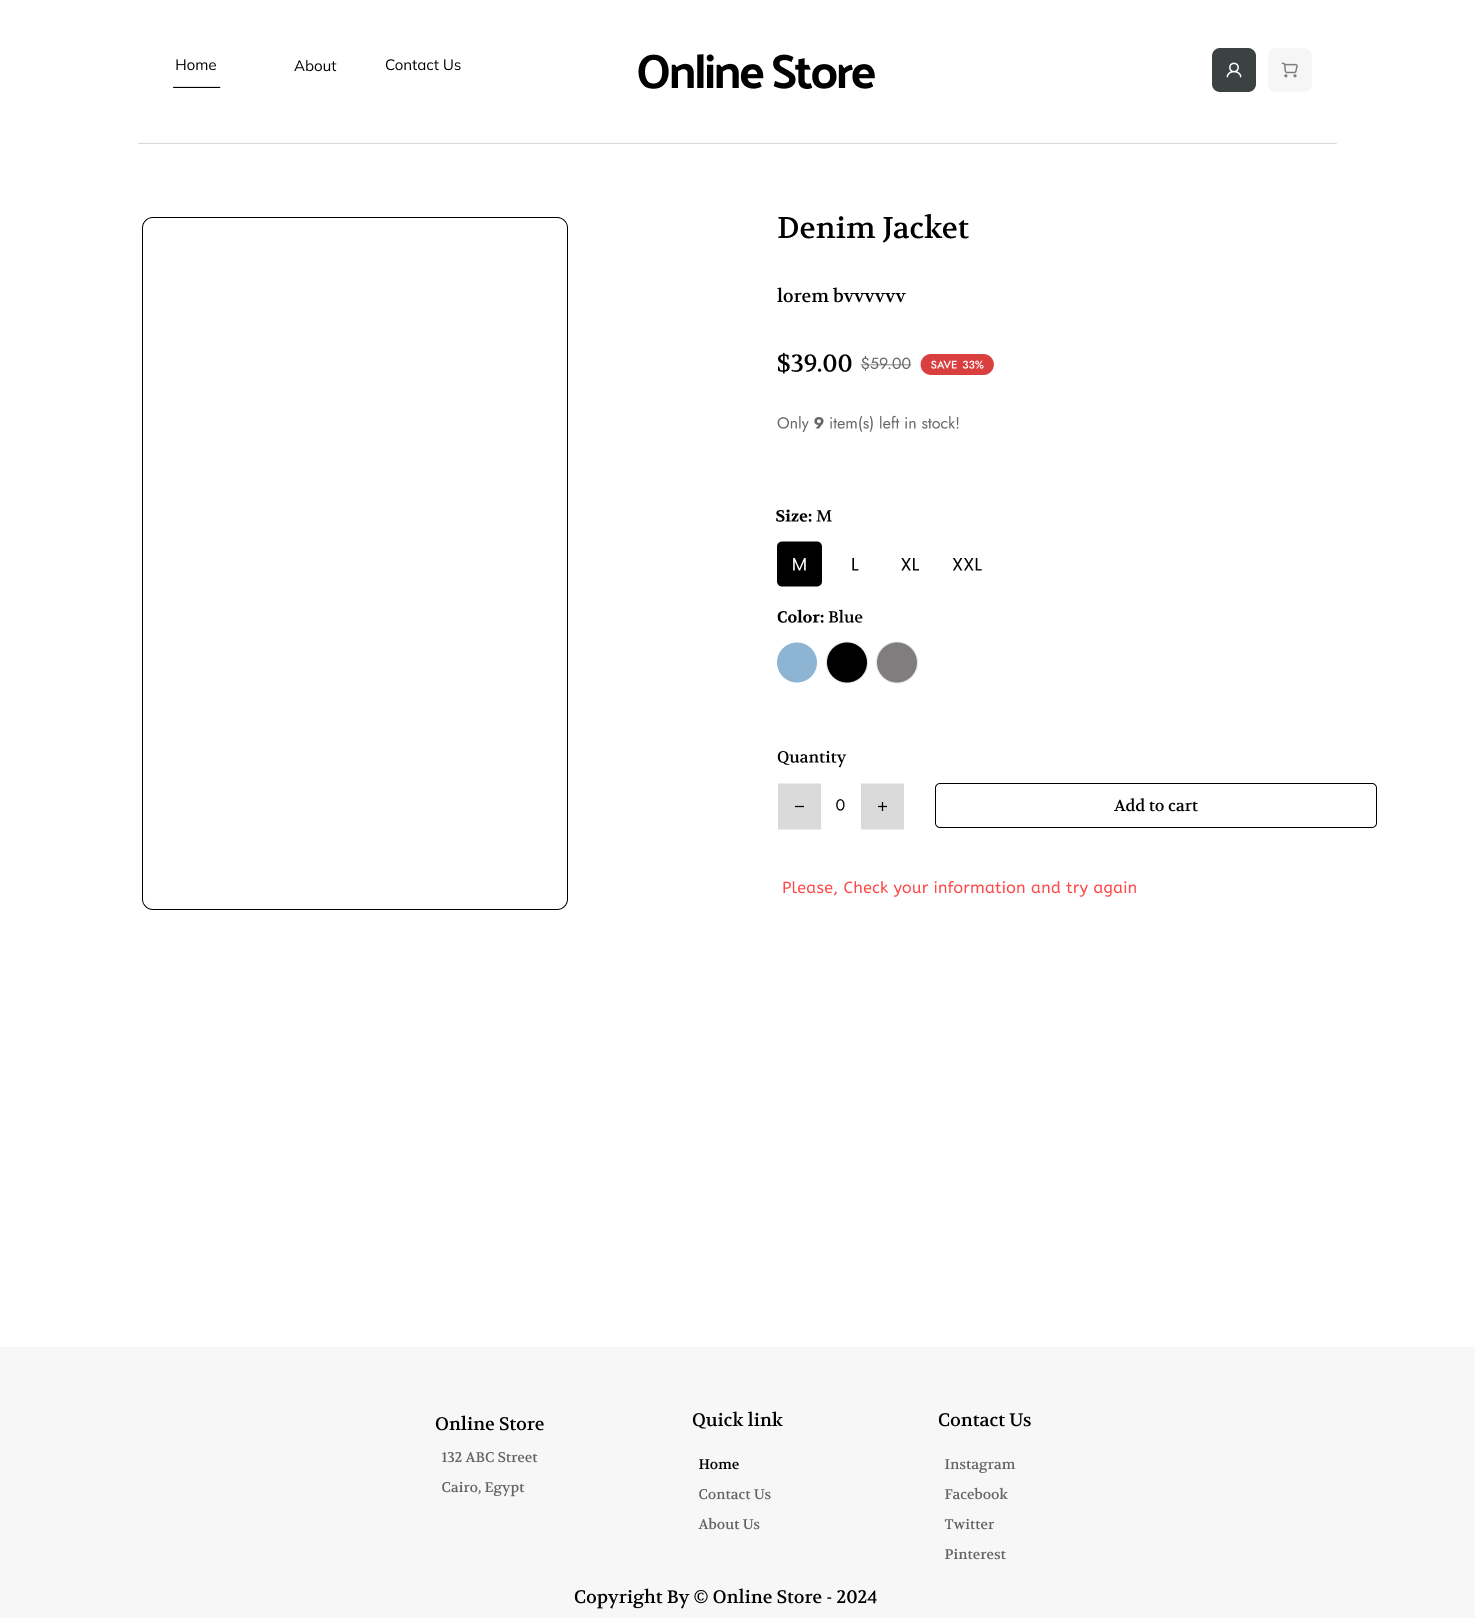 Home About Contact Us Online Store
Denim Jacket
lorem bvvvvvv
$39.00 $59.00 SAVE 33%
Only 9 item(s) left in stock!
Size: M
M L XL XXL
Color: Blue
Quantity
− 0 + Add to cart
Please, Check your information and try again
Online Store
132 ABC Street
Cairo, Egypt
Quick link
Home
Contact Us
About Us
Contact Us
Instagram
Facebook
Twitter
Pinterest
Copyright By © Online Store - 2024